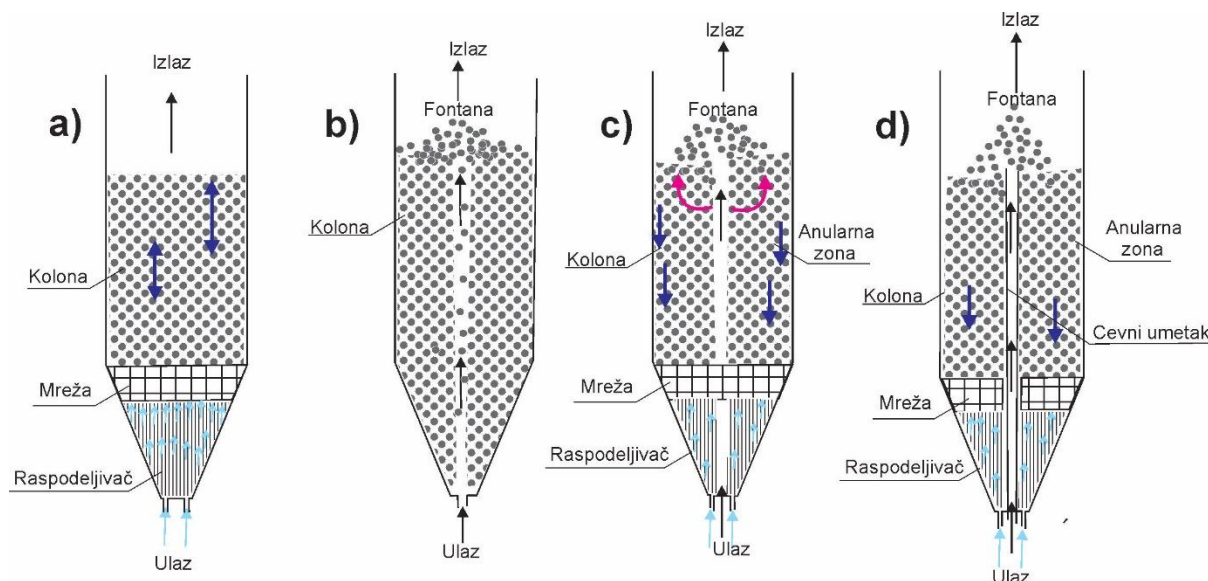 a)
Izlaz
Kolona
Mreža
Raspodeljivač
Ulaz
b)
Izlaz
Fontana
Kolona
Ulaz
c)
Izlaz
Fontana
Anularna
zona
Kolona
Mreža
Raspodeljivač
Ulaz
d)
Izlaz
Fontana
Anularna
zona
Kolona
Cevni umetak
Mreža
Raspodeljivač
Ulaz